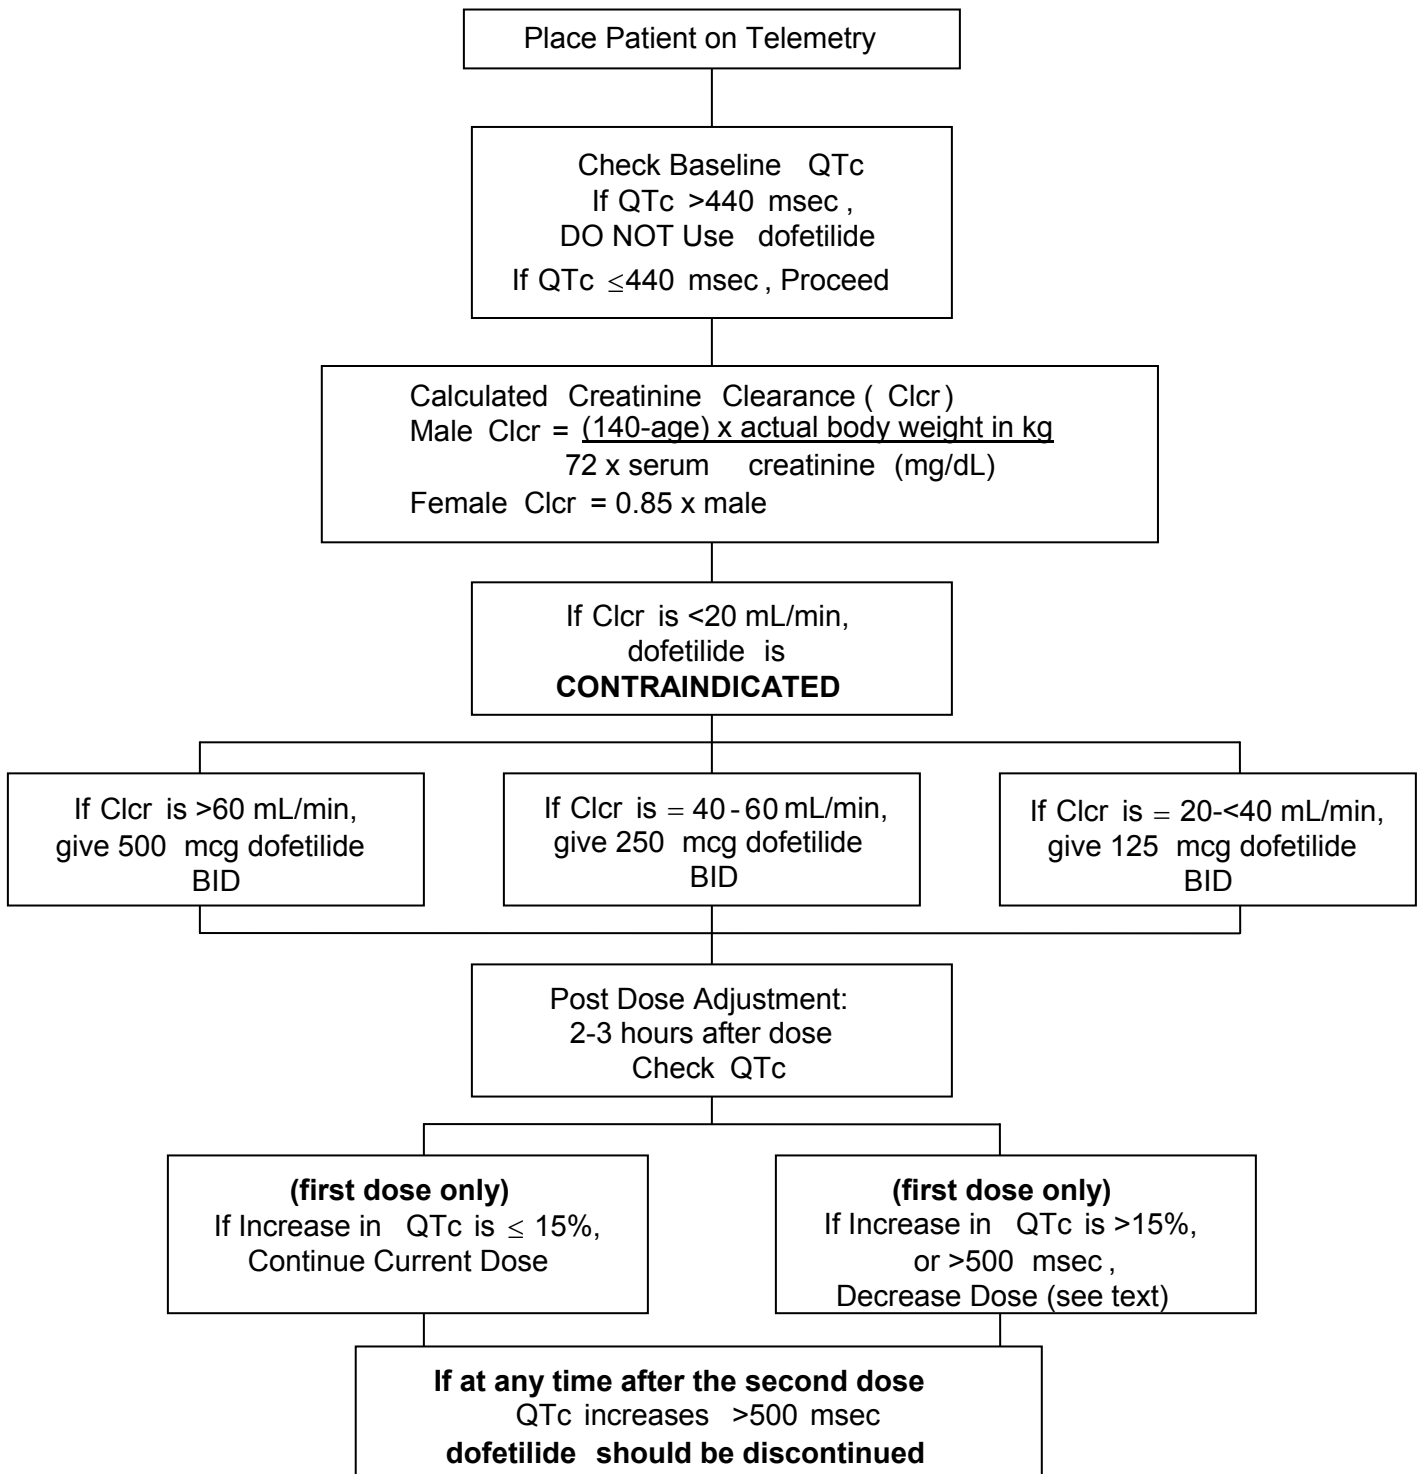 Place Patient on Telemetry
Check Baseline QTc
If QTc >440 msec ,
DO NOT Use dofetilide
If QTc ≤440 msec , Proceed
Calculated Creatinine Clearance ( Clcr)
Male Clcr = (140-age) x actual body weight in kg
72 x serum creatinine (mg/dL)
Female Clcr = 0.85 x male
If Clcr is <20 mL/min,
dofetilide is
CONTRAINDICATED
If Clcr is >60 mL/min,
give 500 mcg dofetilide
BID
If Clcr is = 40-60 mL/min,
give 250 mcg dofetilide
BID
If Clcr is = 20-<40 mL/min,
give 125 mcg dofetilide
BID
Post Dose Adjustment:
2-3 hours after dose
Check QTc
(first dose only)
If Increase in QTc is ≤ 15%,
Continue Current Dose
(first dose only)
If Increase in QTc is >15%,
or >500 msec ,
Decrease Dose (see text)
If at any time after the second dose
QTc increases >500 msec
dofetilide should be discontinued